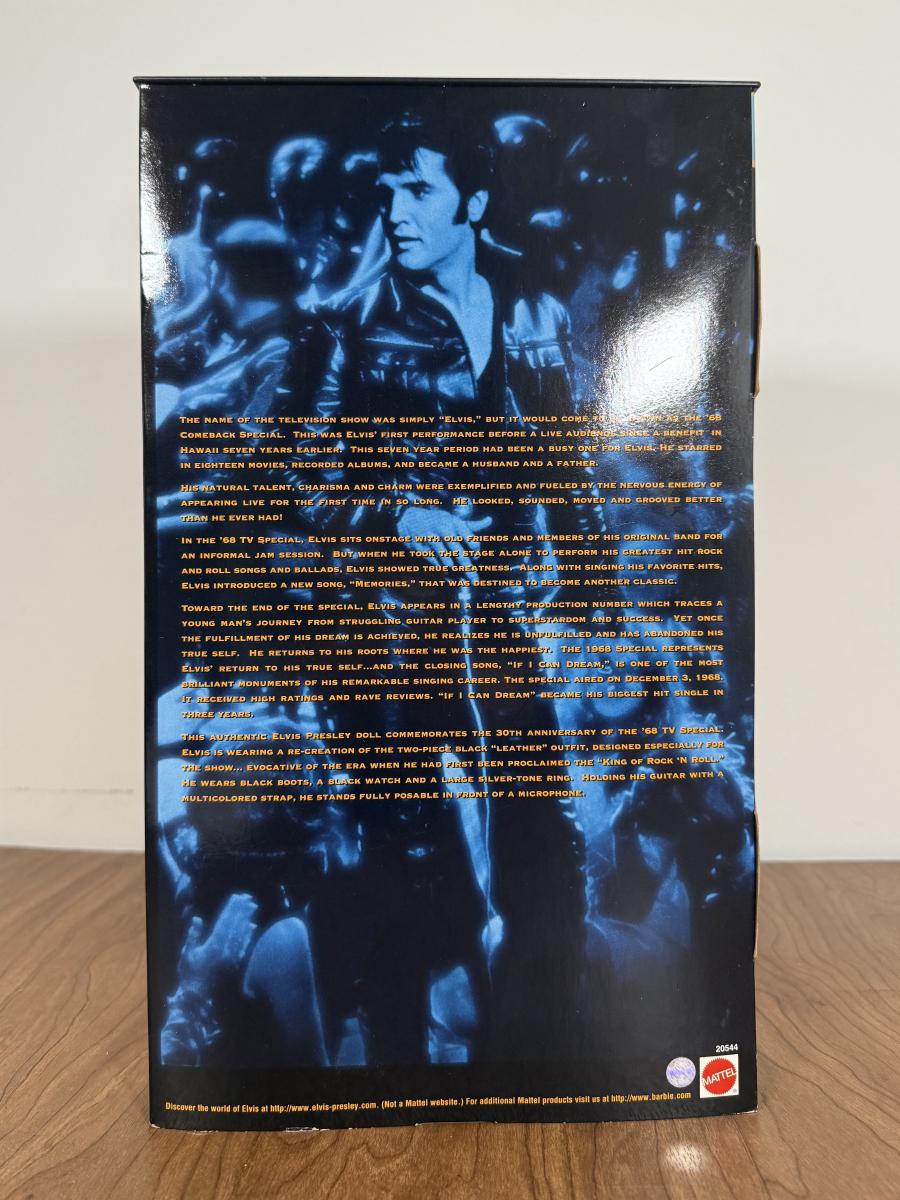 THE NAME OF THE TELEVISION SHOW WAS SIMPLY "ELVIS," BUT IT WOULD COME TO AS THE '68
COMEBACK SPECIAL. THIS WAS ELVIS' FIRST PERFORMANCE BEFORE A LIVE AUDIENCE SINCE A BENEFIT IN
HAWAII SEVEN YEARS EARLIER. THIS SEVEN YEAR PERIOD HAD BEEN A BUSY ONE FOR ELVIS. HE STARRED
IN EIGHTEEN MOVIES, RECORDED ALBUMS, AND BECAME A HUSBAND AND A FATHER.
HIS NATURAL TALENT, CHARISMA AND CHARM WERE EXEMPLIFIED AND FUELED BY THE NERVOUS ENERGY OF
APPEARING LIVE FOR THE FIRST TIME IN SO LONG. HE LOOKED, SOUNDED, MOVED AND GROOVED BETTER
THAN HE EVER HAD!
IN THE '68 TV SPECIAL, ELVIS SITS ONSTAGE WITH OLD FRIENDS AND MEMBERS OF HIS ORIGINAL BAND FOR
AN INFORMAL JAM SESSION. BUT WHEN HE TOOK THE STAGE ALONE TO PERFORM HIS GREATEST HIT ROCK
AND ROLL SONGS AND BALLADS, ELVIS SHOWED TRUE GREATNESS. ALONG WITH SINGING HIS FAVORITE HITS,
ELVIS INTRODUCED A NEW SONG, "MEMORIES," THAT WAS DESTINED TO BECOME ANOTHER CLASSIC.
TOWARD THE END OF THE SPECIAL, ELVIS APPEARS IN A LENGTHY PRODUCTION NUMBER WHICH TRACES A
YOUNG MAN'S JOURNEY FROM STRUGGLING GUITAR PLAYER TO SUPERSTARDOM AND SUCCESS. YET ONCE
THE FULFILLMENT OF HIS DREAM IS ACHIEVED, HE REALIZES HE IS UNFULFILLED AND HAS ABANDONED HIS
TRUE SELF. HE RETURNS TO HIS ROOTS WHERE HE WAS THE HAPPIEST. THE 1968 SPECIAL REPRESENTS
ELVIS' RETURN TO HIS TRUE SELF...AND THE CLOSING SONG, "IF I CAN DREAM," IS ONE OF THE MOST
BRILLIANT MONUMENTS OF HIS REMARKABLE SINGING CAREER. THE SPECIAL AIRED ON DECEMBER 3, 1968.
IT RECEIVED HIGH RATINGS AND RAVE REVIEWS. "IF I CAN DREAM" BECAME HIS BIGGEST HIT SINGLE IN
THREE YEARS.
THIS AUTHENTIC ELVIS PRESLEY DOLL COMMEMORATES THE 30TH ANNIVERSARY OF THE '68 TV SPECIAL.
ELVIS IS WEARING A RE-CREATION OF THE TWO-PIECE BLACK "LEATHER" OUTFIT, DESIGNED ESPECIALLY FOR
THE SHOW... EVOCATIVE OF THE ERA WHEN HE HAD FIRST BEEN PROCLAIMED THE "KING OF ROCK 'N ROLL."
HE WEARS BLACK BOOTS, A BLACK WATCH AND A LARGE SILVER-TONE RING. HOLDING HIS GUITAR WITH A
MULTICOLORED STRAP, HE STANDS FULLY POSABLE IN FRONT OF A MICROPHONE.
20544
MATTEL
Discover the world of Elvis at http://www.elvis-presley.com. (Not a Mattel website.) For additional Mattel products visit us at http://www.barbie.com